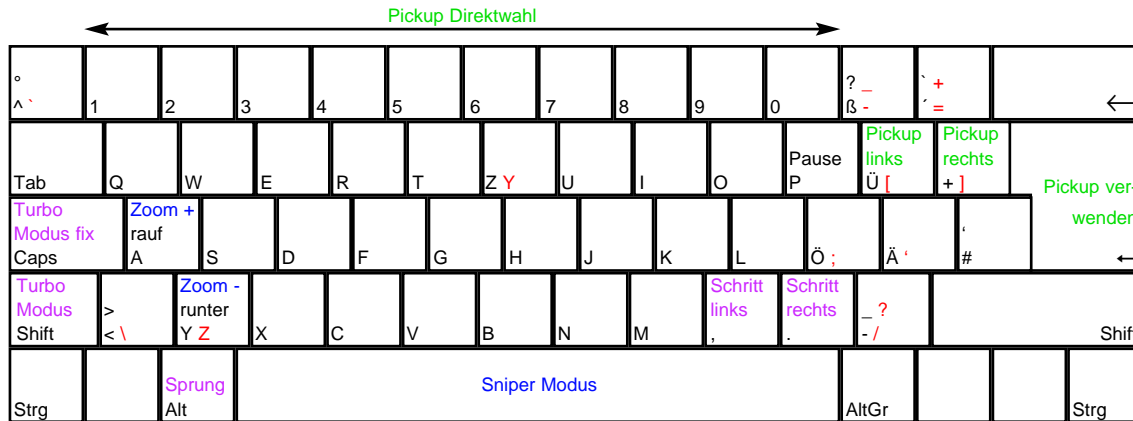 Pickup Direktwahl
°
^ `
1
2
3
4
5
6
7
8
9
0
? _
ß -
` +
´ =
←
Tab
Q
W
E
R
T
Z Y
U
I
O
Pause
P
Pickup
links
Ü [
Pickup
rechts
+ ]
Pickup ver-
wenden
←
Turbo
Modus fix
Caps
Zoom +
rauf
A
S
D
F
G
H
J
K
L
Ö ;
Ä ‘
‘
#
Turbo
Modus
Shift
>
< \
Zoom -
runter
Y Z
X
C
V
B
N
M
Schritt
links
,
Schritt
rechts
.
_ ?
- /
Shift
Strg
Sprung
Alt
Sniper Modus
AltGr
Strg